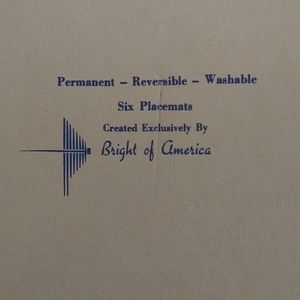 Permanent – Reversible – Washable
Six Placemats
Created Exclusively By
Bright of America